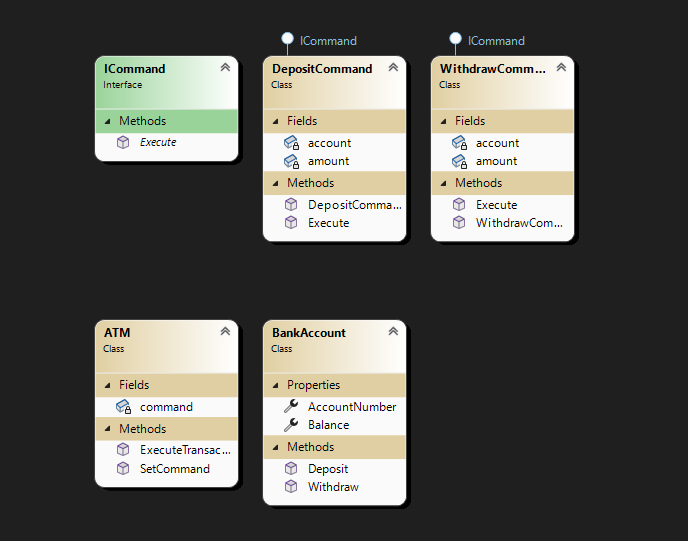 ICommand
ICommand
ICommand
Interface
Methods
Execute
DepositCommand
Class
Fields
account
amount
Methods
DepositComma...
Execute
WithdrawComm...
Class
Fields
account
amount
Methods
Execute
WithdrawCom...
ATM
Class
Fields
command
Methods
ExecuteTransac...
SetCommand
BankAccount
Class
Properties
AccountNumber
Balance
Methods
Deposit
Withdraw